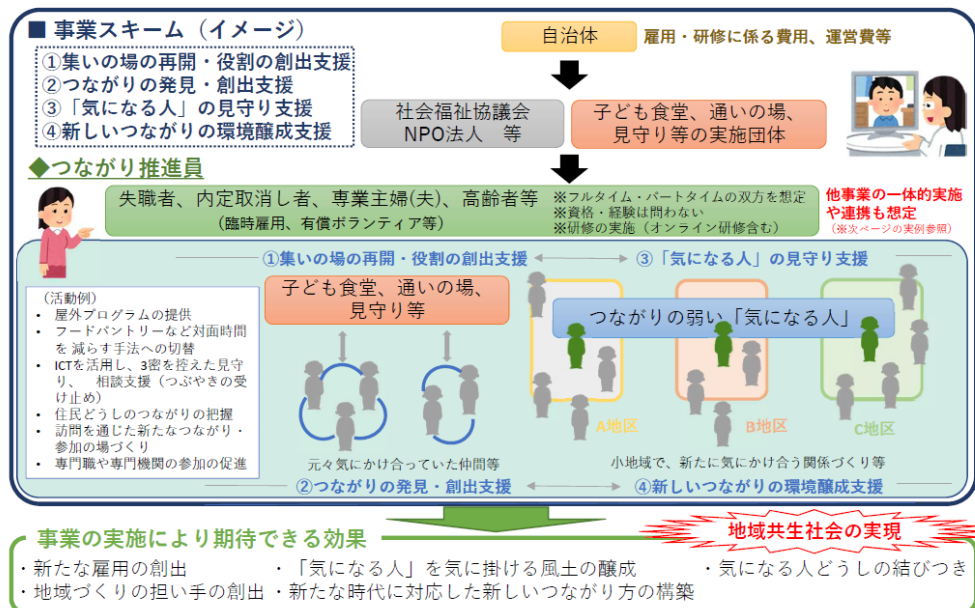 ■ 事業スキーム（イメージ）
①集いの場の再開・役割の創出支援
②つながりの発見・創出支援
③「気になる人」の見守り支援
④新しいつながりの環境醸成支援
自治体
雇用・研修に係る費用、運営費等
社会福祉協議会
NPO法人　等
子ども食堂、通いの場、
見守り等の実施団体
◆つながり推進員
失職者、内定取消し者、専業主婦(夫)、高齢者等
(臨時雇用、有償ボランティア等)
※フルタイム・パートタイムの双方を想定
※資格・経験は問わない
※研修の実施（オンライン研修含む）
他事業の一体的実施
や連携も想定
(※次ページの実例参照)
①集いの場の再開・役割の創出支援
③「気になる人」の見守り支援
（活動例）
• 屋外プログラムの提供
• フードパントリーなど対面時間
を 減らす手法への切替
• ICTを活用し、3密を控えた見守
り、　相談支援（つぶやきの受
け止め）
• 住民どうしのつながりの把握
• 訪問を通じた新たなつながり・
参加の場づくり
• 専門職や専門機関の参加の促進
子ども食堂、通いの場、
見守り等
つながりの弱い「気になる人」
A地区
B地区
C地区
元々気にかけ合っていた仲間等
小地域で、新たに気にかけ合う関係づくり等
②つながりの発見・創出支援
④新しいつながりの環境醸成支援
事業の実施により期待できる効果
地域共生社会の実現
・新たな雇用の創出
・「気になる人」を気に掛ける風土の醸成
・気になる人どうしの結びつき
・地域づくりの担い手の創出
・新たな時代に対応した新しいつながり方の構築